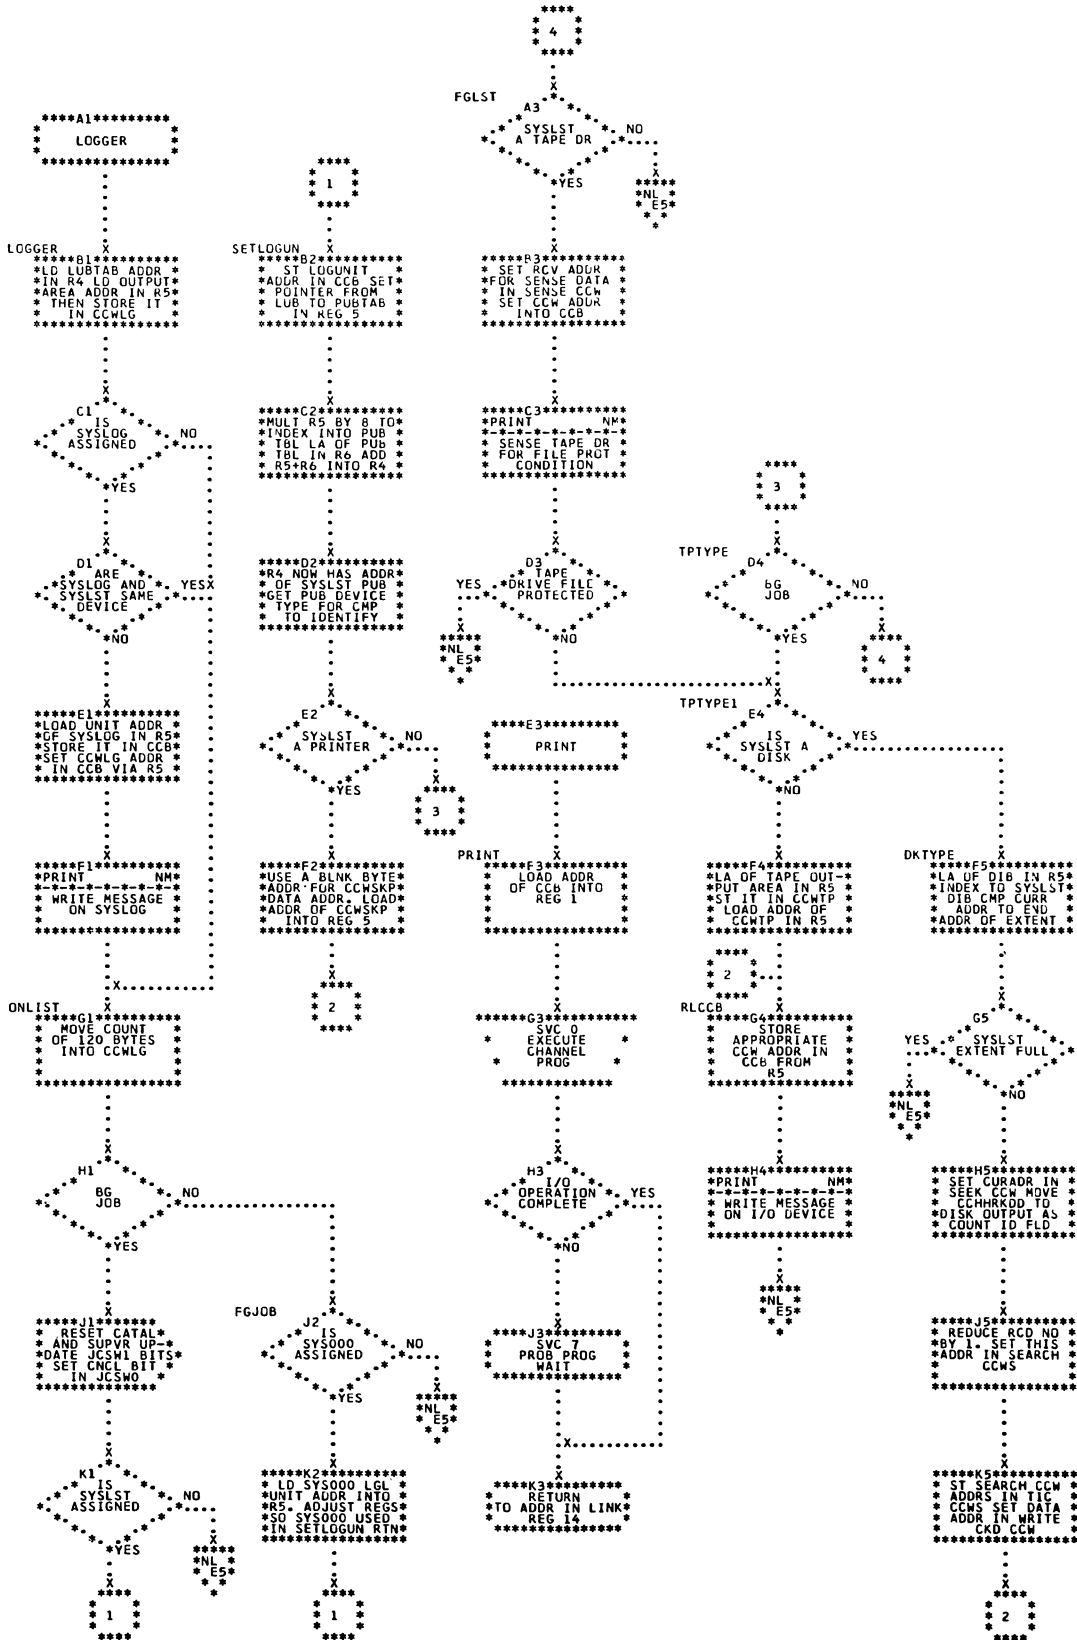 4
FGLST
A3
SYSLST
A TAPE DR
NO
YES
NL
E5
A1
LOGGER
1
LOGGER
B1
LD LUBTAB ADDR
IN R4 LD OUTPUT
AREA ADDR IN R5
THEN STORE IT
IN CCWLG
SETLOGUN
B2
ST LOGUNIT
ADDR IN CCB SET
POINTER FROM
LUB TO PUBTAB
IN REG 5
B3
SET RCV ADDR
FOR SENSE DATA
IN SENSE CCW
SET CCW ADDR
INTO CCB
C1
IS
SYSLOG
ASSIGNED
NO
YES
C2
MULT R5 BY 8 TO
INDEX INTO PUB
TBL LA OF PUB
TBL IN R6 ADD
R5+R6 INTO R4
C3
PRINT NM
SENSE TAPE DR
FOR FILE PROT
CONDITION
3
D1
ARE
SYSLOG AND
SYSLST SAME
DEVICE
YES
NO
D2
R4 NOW HAS ADDR
OF SYSLST PUB
GET PUB DEVICE
TYPE FOR CMP
TO IDENTIFY
D3
TAPE
DRIVE FILE
PROTECTED
YES
NO
NL
E5
TPTYPE
D4
BG
JOB
NO
YES
4
E1
LOAD UNIT ADDR
OF SYSLOG IN R5
STORE IT IN CCB
SET CCWLG ADDR
IN CCB VIA R5
E2
SYSLST
A PRINTER
NO
YES
3
E3
PRINT
TPTYPE1
E4
IS
SYSLST A
DISK
YES
NO
F1
PRINT NM
WRITE MESSAGE
ON SYSLOG
F2
USE A BLNK BYTE
ADDR FOR CCWSKP
DATA ADDR. LOAD
ADDR OF CCWSKP
INTO REG 5
2
PRINT
F3
LOAD ADDR
OF CCB INTO
REG 1
F4
LA OF TAPE OUT-
PUT AREA IN R5
ST IT IN CCWTP
LOAD ADDR OF
CCWTP IN R5
2
DKTYPE
F5
LA OF DIB IN R5
INDEX TO SYSLST
DIB CMP CURR
ADDR TO END
ADDR OF EXTENT
ONLIST
G1
MOVE COUNT
OF 120 BYTES
INTO CCWLG
G3
SVC 0
EXECUTE
CHANNEL
PROG
RLCCB
G4
STORE
APPROPRIATE
CCW ADDR IN
CCB FROM
R5
G5
SYSLST
EXTENT FULL
YES
NO
NL
E5
H1
BG
JOB
NO
YES
H3
I/O
OPERATION
COMPLETE
YES
NO
H4
PRINT NM
WRITE MESSAGE
ON I/O DEVICE
NL
E5
H5
SET CURADR IN
SEEK CCW MOVE
CCHHRKDD TO
DISK OUTPUT AS
COUNT ID FLD
J1
RESET CATAL
AND SUPVR UP-
DATE JCSW1 BITS
SET CNCL BIT
IN JCSW0
FGJOB
J2
IS
SYS000
ASSIGNED
NO
YES
NL
E5
J3
SVC 7
PROB PROG
WAIT
J5
REDUCE RCD NO
BY 1. SET THIS
ADDR IN SEARCH
CCWS
K1
IS
SYSLST
ASSIGNED
NO
YES
NL
E5
1
K2
LD SYS000 LGL
UNIT ADDR INTO
R5. ADJUST REGS
SO SYS000 USED
IN SETLOGUN RTN
1
K3
RETURN
TO ADDR IN LINK
REG 14
K5
ST SEARCH CCW
ADDRS IN TIC
CCWS SET DATA
ADDR IN WRITE
CKD CCW
2